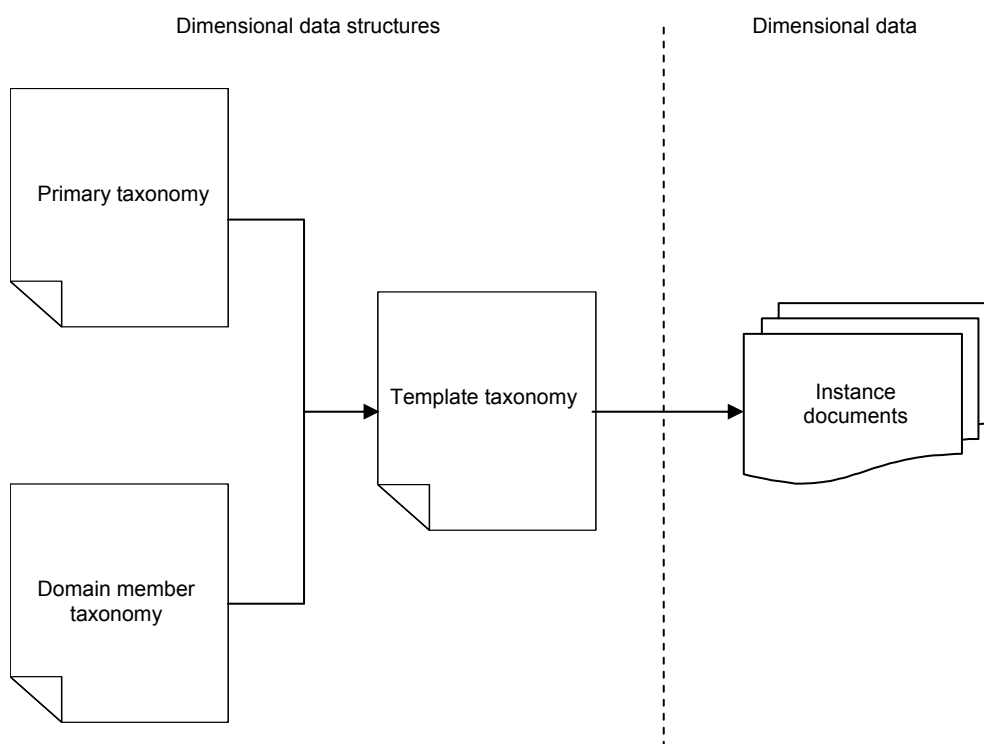 Dimensional data structures
Dimensional data
Primary taxonomy
Template taxonomy
Instance
documents
Domain member
taxonomy